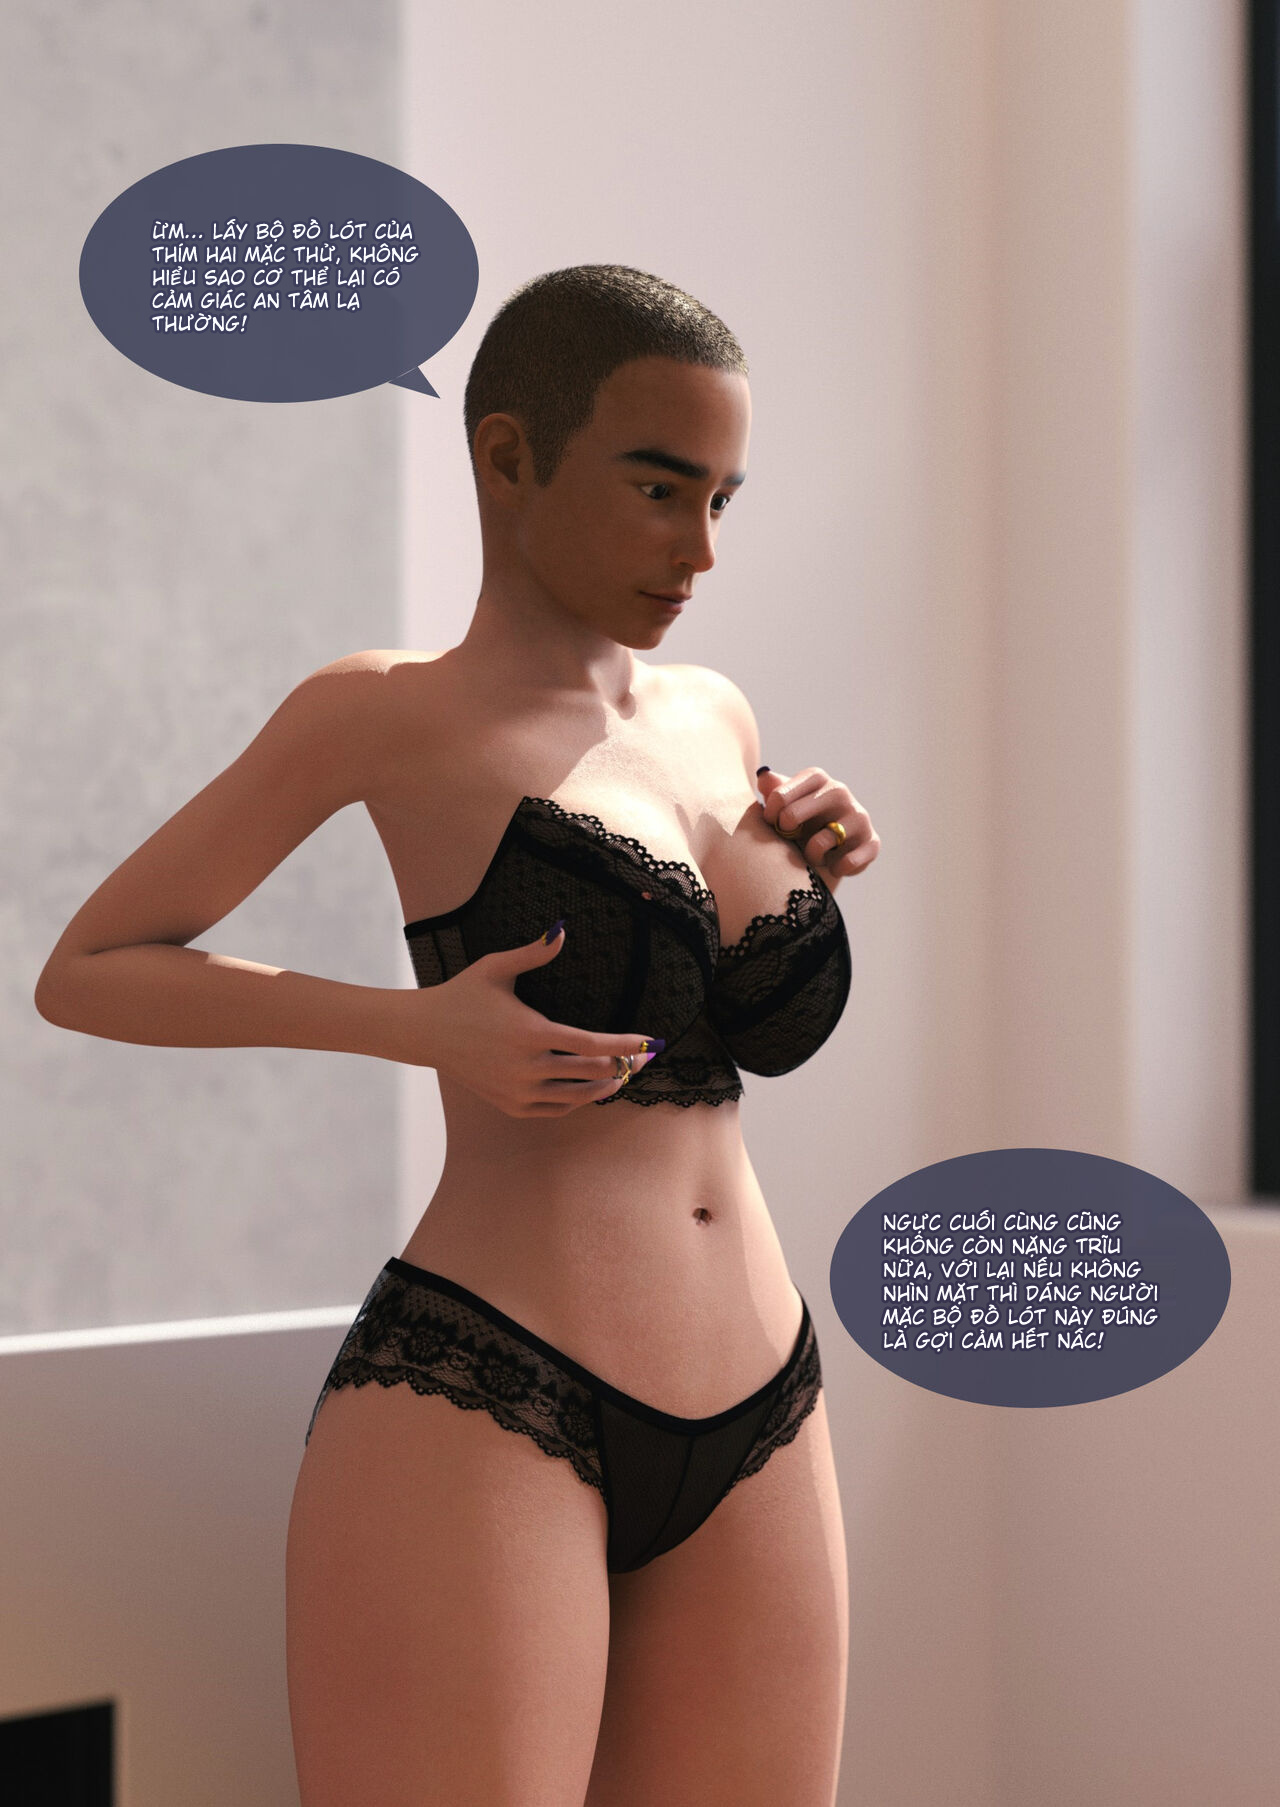 ỪM... LẤY BỘ ĐỒ LÓT CỦA
THÍM HAI MẶC THỬ, KHÔNG
HIỂU SAO CƠ THỂ LẠI CÓ
CẢM GIÁC AN TÂM LẠ
THƯỜNG!
NGỰC CUỐI CÙNG CŨNG
KHÔNG CÒN NẶNG TRĨU
NỮA, VỚI LẠI NẾU KHÔNG
NHÌN MẶT THÌ DÁNG NGƯỜI
MẶC BỘ ĐỒ LÓT NÀY ĐÚNG
LÀ GỢI CẢM HẾT NẤC!